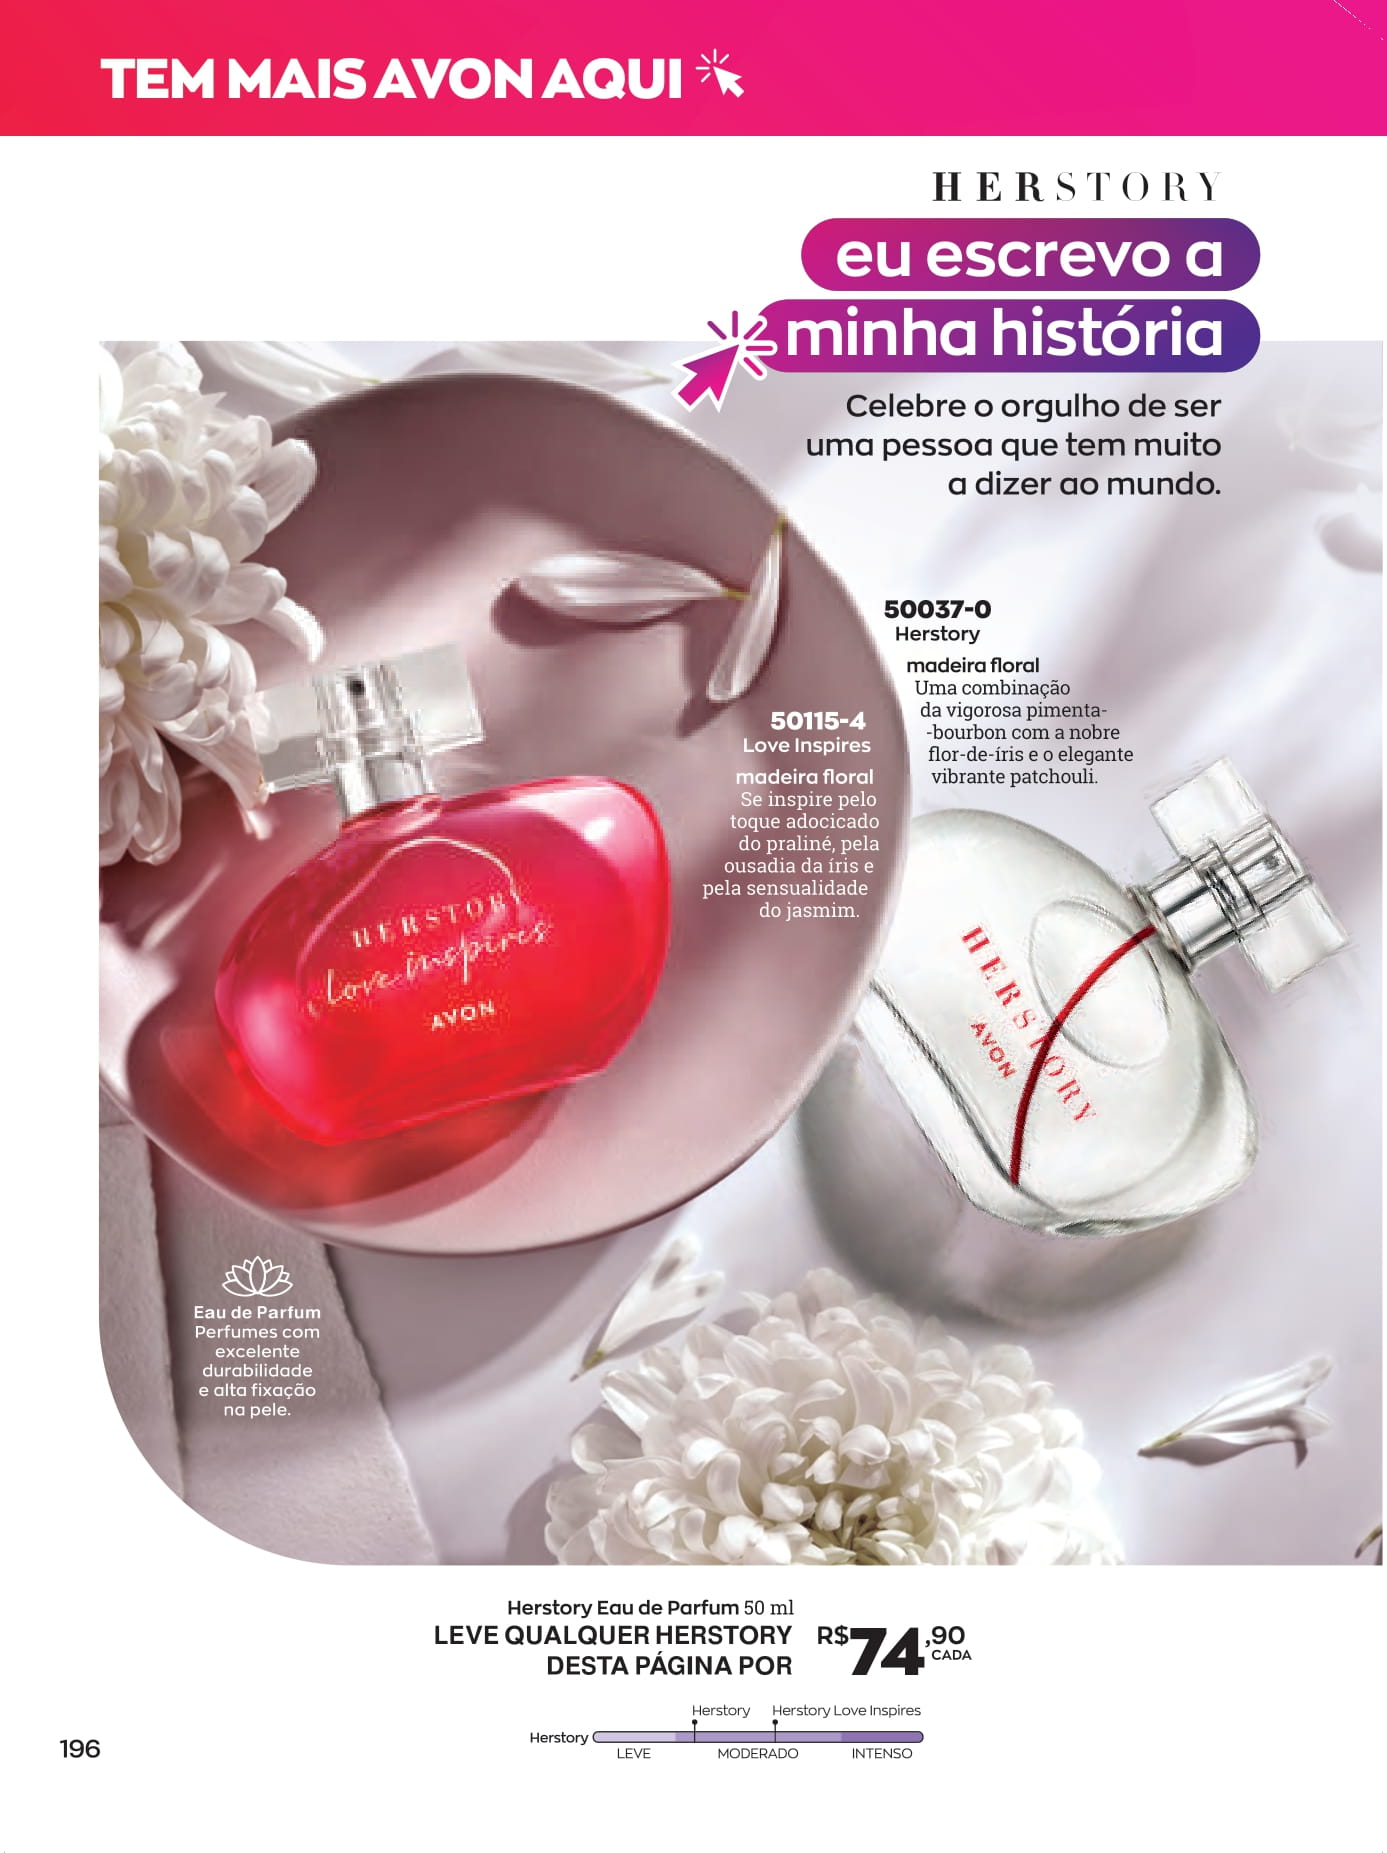 TEM MAIS AVON AQUI
HERSTORY
eu escrevo a
minha história
Celebre o orgulho de ser
uma pessoa que tem muito
a dizer ao mundo.
50037-0
Herstory
madeira floral
Uma combinação
da vigorosa pimenta-
-bourbon com a nobre
flor-de-íris e o elegante
vibrante patchouli.
50115-4
Love Inspires
madeira floral
Se inspire pelo
toque adocicado
do praliné, pela
ousadia da íris e
pela sensualidade
do jasmim.
HERSTORY
Love inspires
AVON
HERSTORY
AVON
Eau de Parfum
Perfumes com
excelente
durabilidade
e alta fixação
na pele.
Herstory Eau de Parfum 50 ml
LEVE QUALQUER HERSTORY
DESTA PÁGINA POR
R$74,90
CADA
Herstory Herstory Love Inspires
Herstory
LEVE MODERADO INTENSO
196